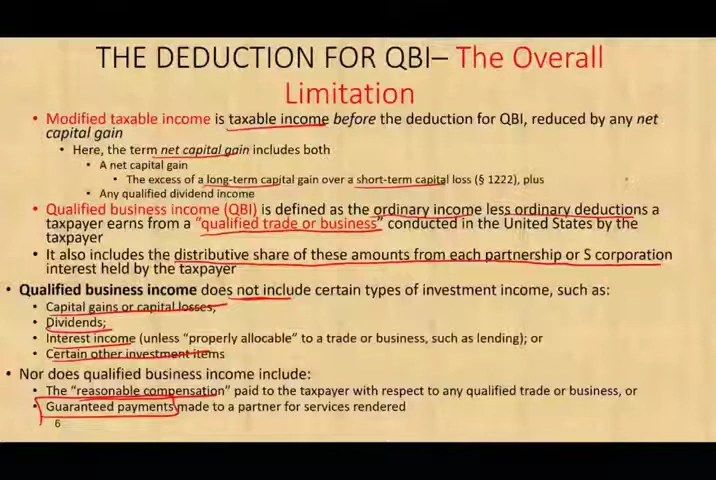 THE DEDUCTION FOR QBI– The Overall
Limitation
• Modified taxable income is taxable income before the deduction for QBI, reduced by any net
capital gain
• Here, the term net capital gain includes both
• A net capital gain
• The excess of a long-term capital gain over a short-term capital loss (§ 1222), plus
• Any qualified dividend income
• Qualified business income (QBI) is defined as the ordinary income less ordinary deductions a
taxpayer earns from a “qualified trade or business” conducted in the United States by the
taxpayer
• It also includes the distributive share of these amounts from each partnership or S corporation
interest held by the taxpayer
• Qualified business income does not include certain types of investment income, such as:
• Capital gains or capital losses;
• Dividends;
• Interest income (unless “properly allocable” to a trade or business, such as lending); or
• Certain other investment items
• Nor does qualified business income include:
• The “reasonable compensation” paid to the taxpayer with respect to any qualified trade or business, or
• Guaranteed payments made to a partner for services rendered
6